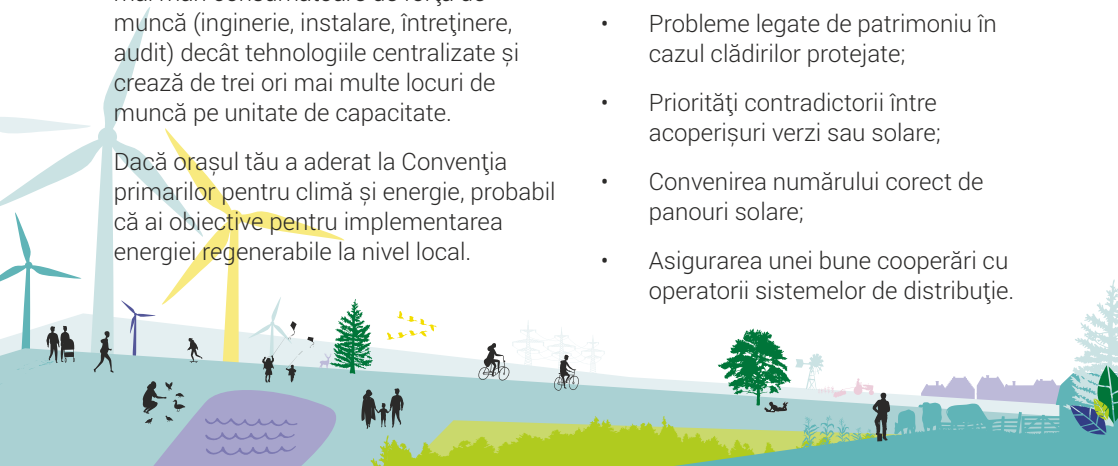 muncă (inginerie, instalare, întreţinere,
audit) decât tehnologiile centralizate și
crează de trei ori mai multe locuri de
muncă pe unitate de capacitate.
Dacă orașul tău a aderat la Convenţia
primarilor pentru climă și energie, probabil
că ai obiective pentru implementarea
energiei regenerabile la nivel local.
• Probleme legate de patrimoniu în
cazul clădirilor protejate;
• Priorităţi contradictorii între
acoperișuri verzi sau solare;
• Convenirea numărului corect de
panouri solare;
• Asigurarea unei bune cooperări cu
operatorii sistemelor de distribuţie.